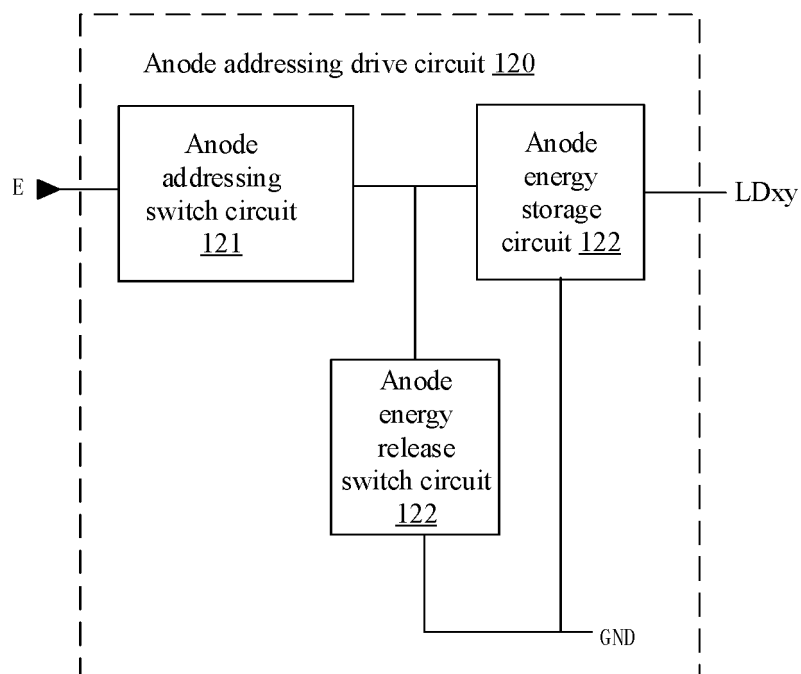 Anode addressing drive circuit 120
E
Anode
addressing
switch circuit
121
Anode
energy
storage
circuit 122
LDxy
Anode
energy
release
switch circuit
122
GND